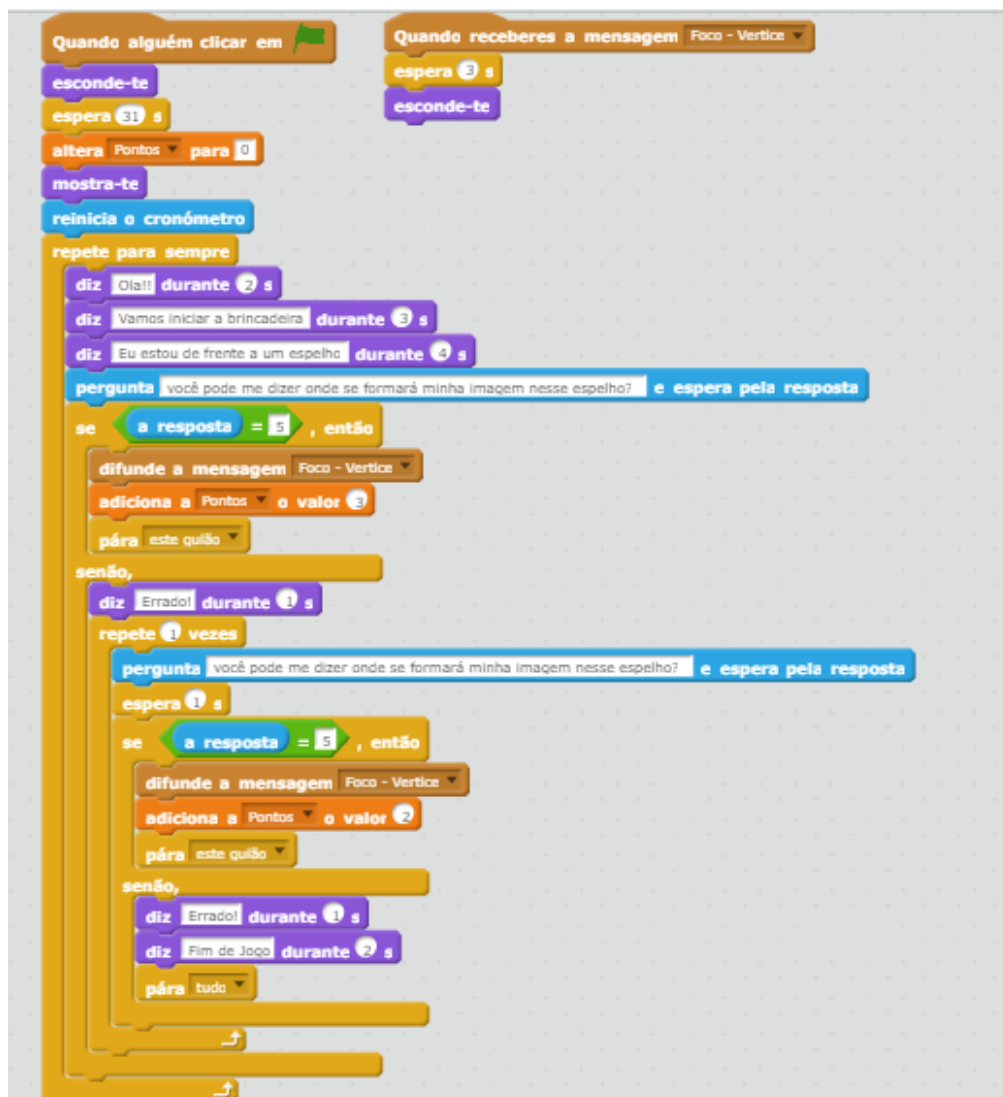 Quando alguém clicar em
esconde-te
espera 31 s
altera Pontos para 0
mostra-te
reinicia o cronómetro
repete para sempre
diz Ola!! durante 2 s
diz Vamos iniciar a brincadeira durante 3 s
diz Eu estou de frente a um espelho durante 4 s
pergunta você pode me dizer onde se formará minha imagem nesse espelho? e espera pela resposta
se a resposta = 5 , então
difunde a mensagem Foco - Vertice
adiciona a Pontos o valor 3
pára este guião
senão,
diz Errado! durante 1 s
repete 1 vezes
pergunta você pode me dizer onde se formará minha imagem nesse espelho? e espera pela resposta
espera 1 s
se a resposta = 5 , então
difunde a mensagem Foco - Vertice
adiciona a Pontos o valor 2
pára este guião
senão,
diz Errado! durante 1 s
diz Fim de Jogo durante 2 s
pára tudo
Quando receberes a mensagem Foco - Vertice
espera 3 s
esconde-te